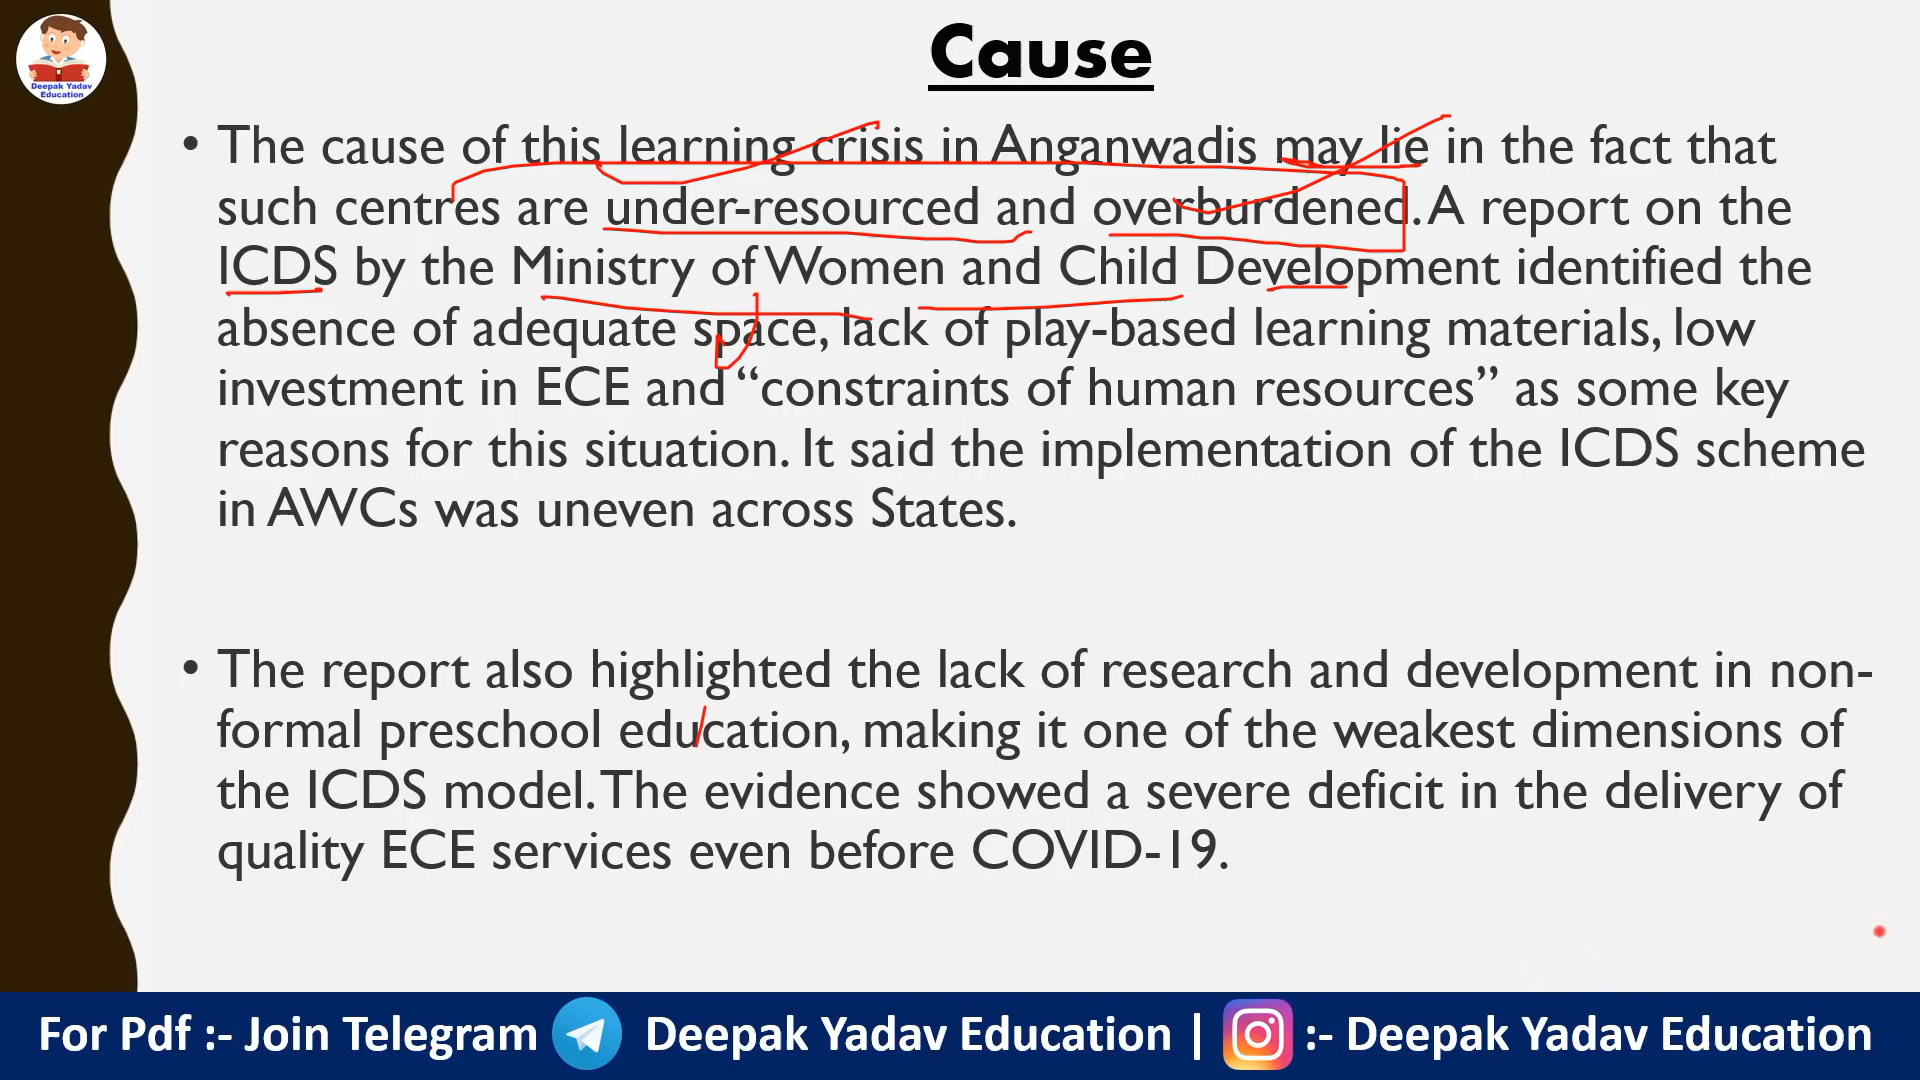 Cause
Deepak Yadav
Education
• The cause of this learning crisis in Anganwadis may lie in the fact that
such centres are under-resourced and overburdened. A report on the
ICDS by the Ministry of Women and Child Development identified the
absence of adequate space, lack of play-based learning materials, low
investment in ECE and “constraints of human resources” as some key
reasons for this situation. It said the implementation of the ICDS scheme
in AWCs was uneven across States.
• The report also highlighted the lack of research and development in non-
formal preschool education, making it one of the weakest dimensions of
the ICDS model. The evidence showed a severe deficit in the delivery of
quality ECE services even before COVID-19.
For Pdf :- Join Telegram Deepak Yadav Education | :- Deepak Yadav Education